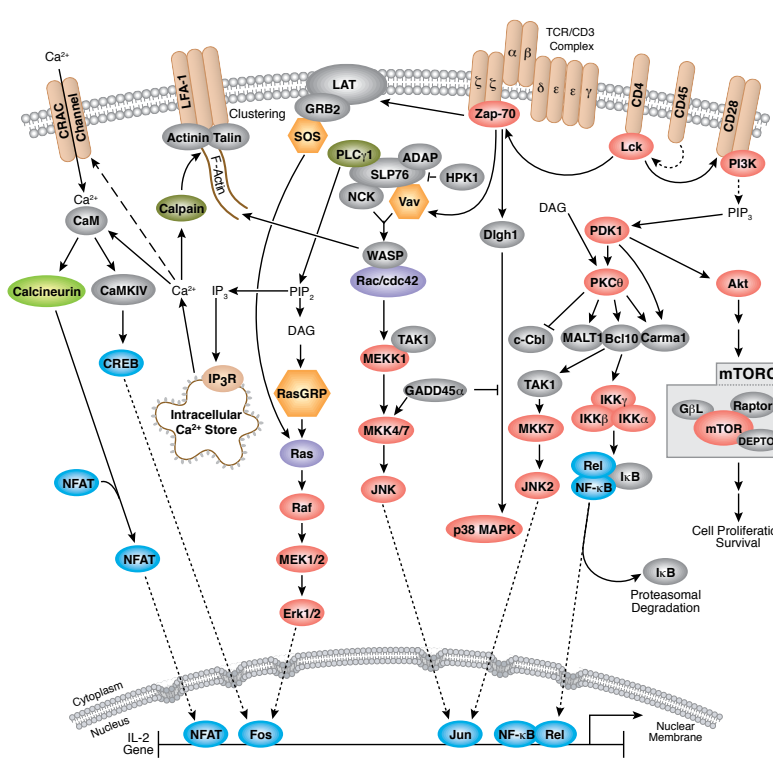 TCR/CD3
Complex
Ca2+
CRAC
Channel
LFA-1
Clustering
LAT
GRB2
SOS
α β
ζ ζ
δ ε ε γ
Zap-70
CD4
CD45
CD28
Lck
PI3K
Actinin
Talin
F-Actin
PLCγ1
ADAP
SLP76
HPK1
NCK
Vav
Ca2+
CaM
Calpain
PIP3
DAG
PDK1
Dlgh1
WASP
Rac/cdc42
Calcineurin
CaMKIV
Ca2+
IP3
PIP2
PKCθ
Akt
DAG
CREB
IP3R
Intracellular
Ca2+ Store
RasGRP
TAK1
MEKK1
c-Cbl
MALT1
Bcl10
Carma1
GADD45α
TAK1
mTORC
GβL
Raptor
mTOR
DEPTO
IKKγ
IKKβ
IKKα
MKK4/7
MKK7
Ras
Rel
NF-κB
IκB
NFAT
JNK
JNK2
Raf
p38 MAPK
Cell Proliferatio
Survival
NFAT
MEK1/2
IκB
Proteasomal
Degradation
Erk1/2
Cytoplasm
Nucleus
IL-2
Gene
NFAT
Fos
Jun
NF-κB
Rel
Nuclear
Membrane